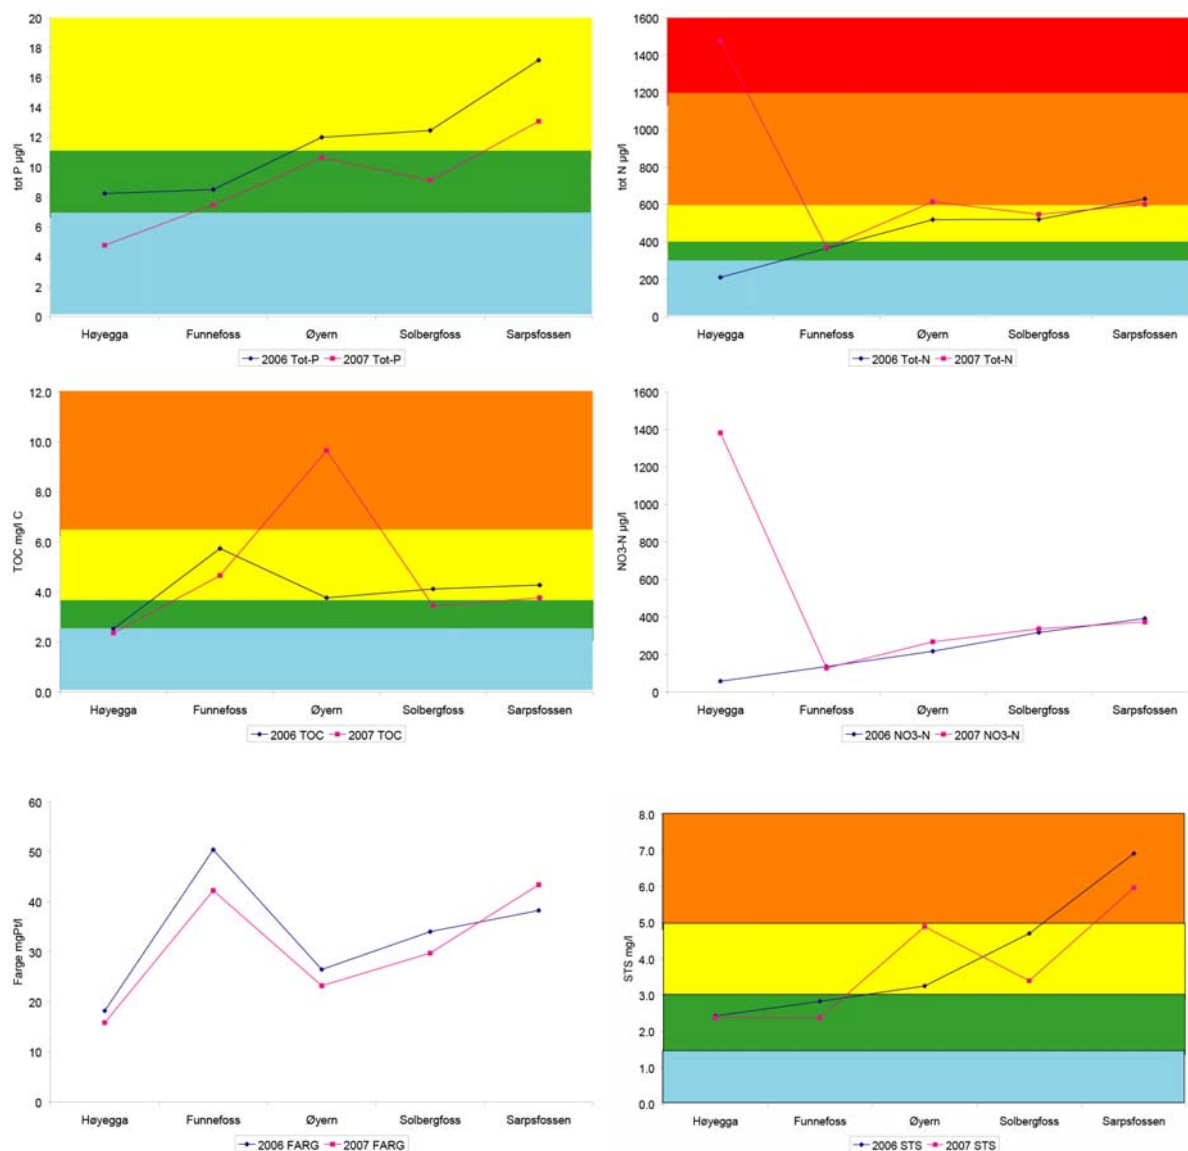 tot P µg/l
20
18
16
14
12
10
8
6
4
2
0
Høyegga Funnefoss Øyern Solbergfoss Sarpsfossen
2006 Tot-P 2007 Tot-P
tot N µg/l
1600
1400
1200
1000
800
600
400
200
0
Høyegga Funnefoss Øyern Solbergfoss Sarpsfossen
2006 Tot-N 2007 Tot-N
TOC mg/l C
12.0
10.0
8.0
6.0
4.0
2.0
0.0
Høyegga Funnefoss Øyern Solbergfoss Sarpsfossen
2006 TOC 2007 TOC
NO3-N µg/l
1600
1400
1200
1000
800
600
400
200
0
Høyegga Funnefoss Øyern Solbergfoss Sarpsfossen
2006 NO3-N 2007 NO3-N
Farge mgPt/l
60
50
40
30
20
10
0
Høyegga Funnefoss Øyern Solbergfoss Sarpsfossen
2006 FARG 2007 FARG
STS mg/l
8.0
7.0
6.0
5.0
4.0
3.0
2.0
1.0
0.0
Høyegga Funnefoss Øyern Solbergfoss Sarpsfossen
2006 STS 2007 STS